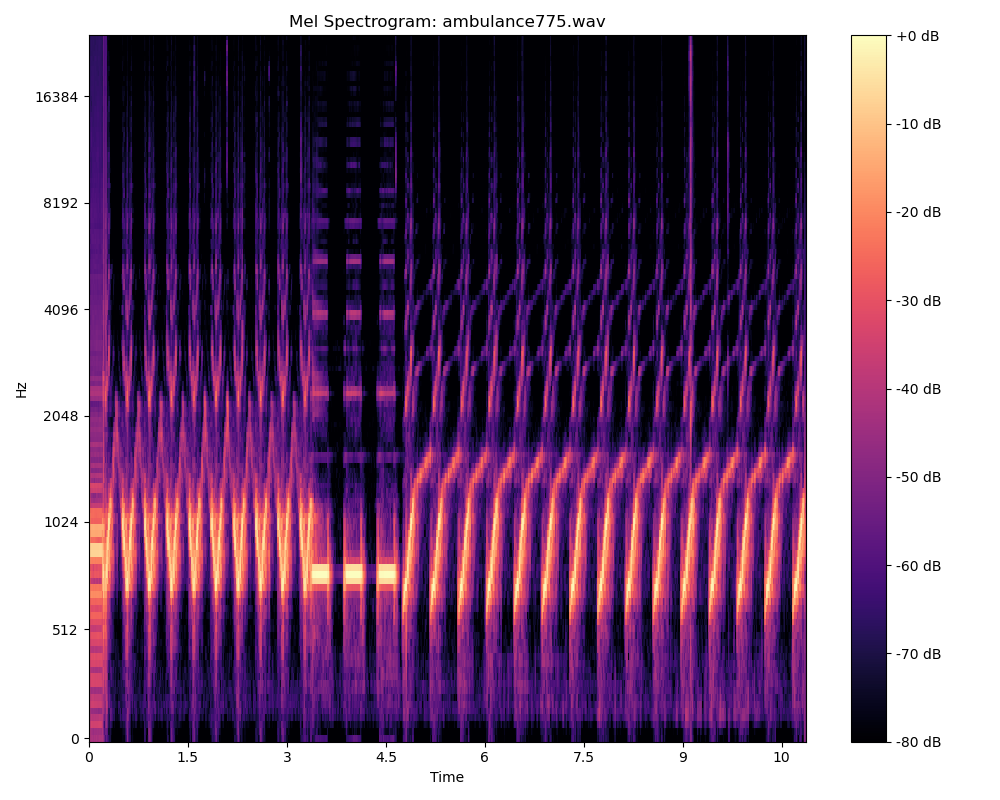 Mel Spectrogram: ambulance775.wav
16384
8192
4096
2048
1024
512
0
Hz
0 1.5 3 4.5 6 7.5 9 10
Time
+0 dB
-10 dB
-20 dB
-30 dB
-40 dB
-50 dB
-60 dB
-70 dB
-80 dB